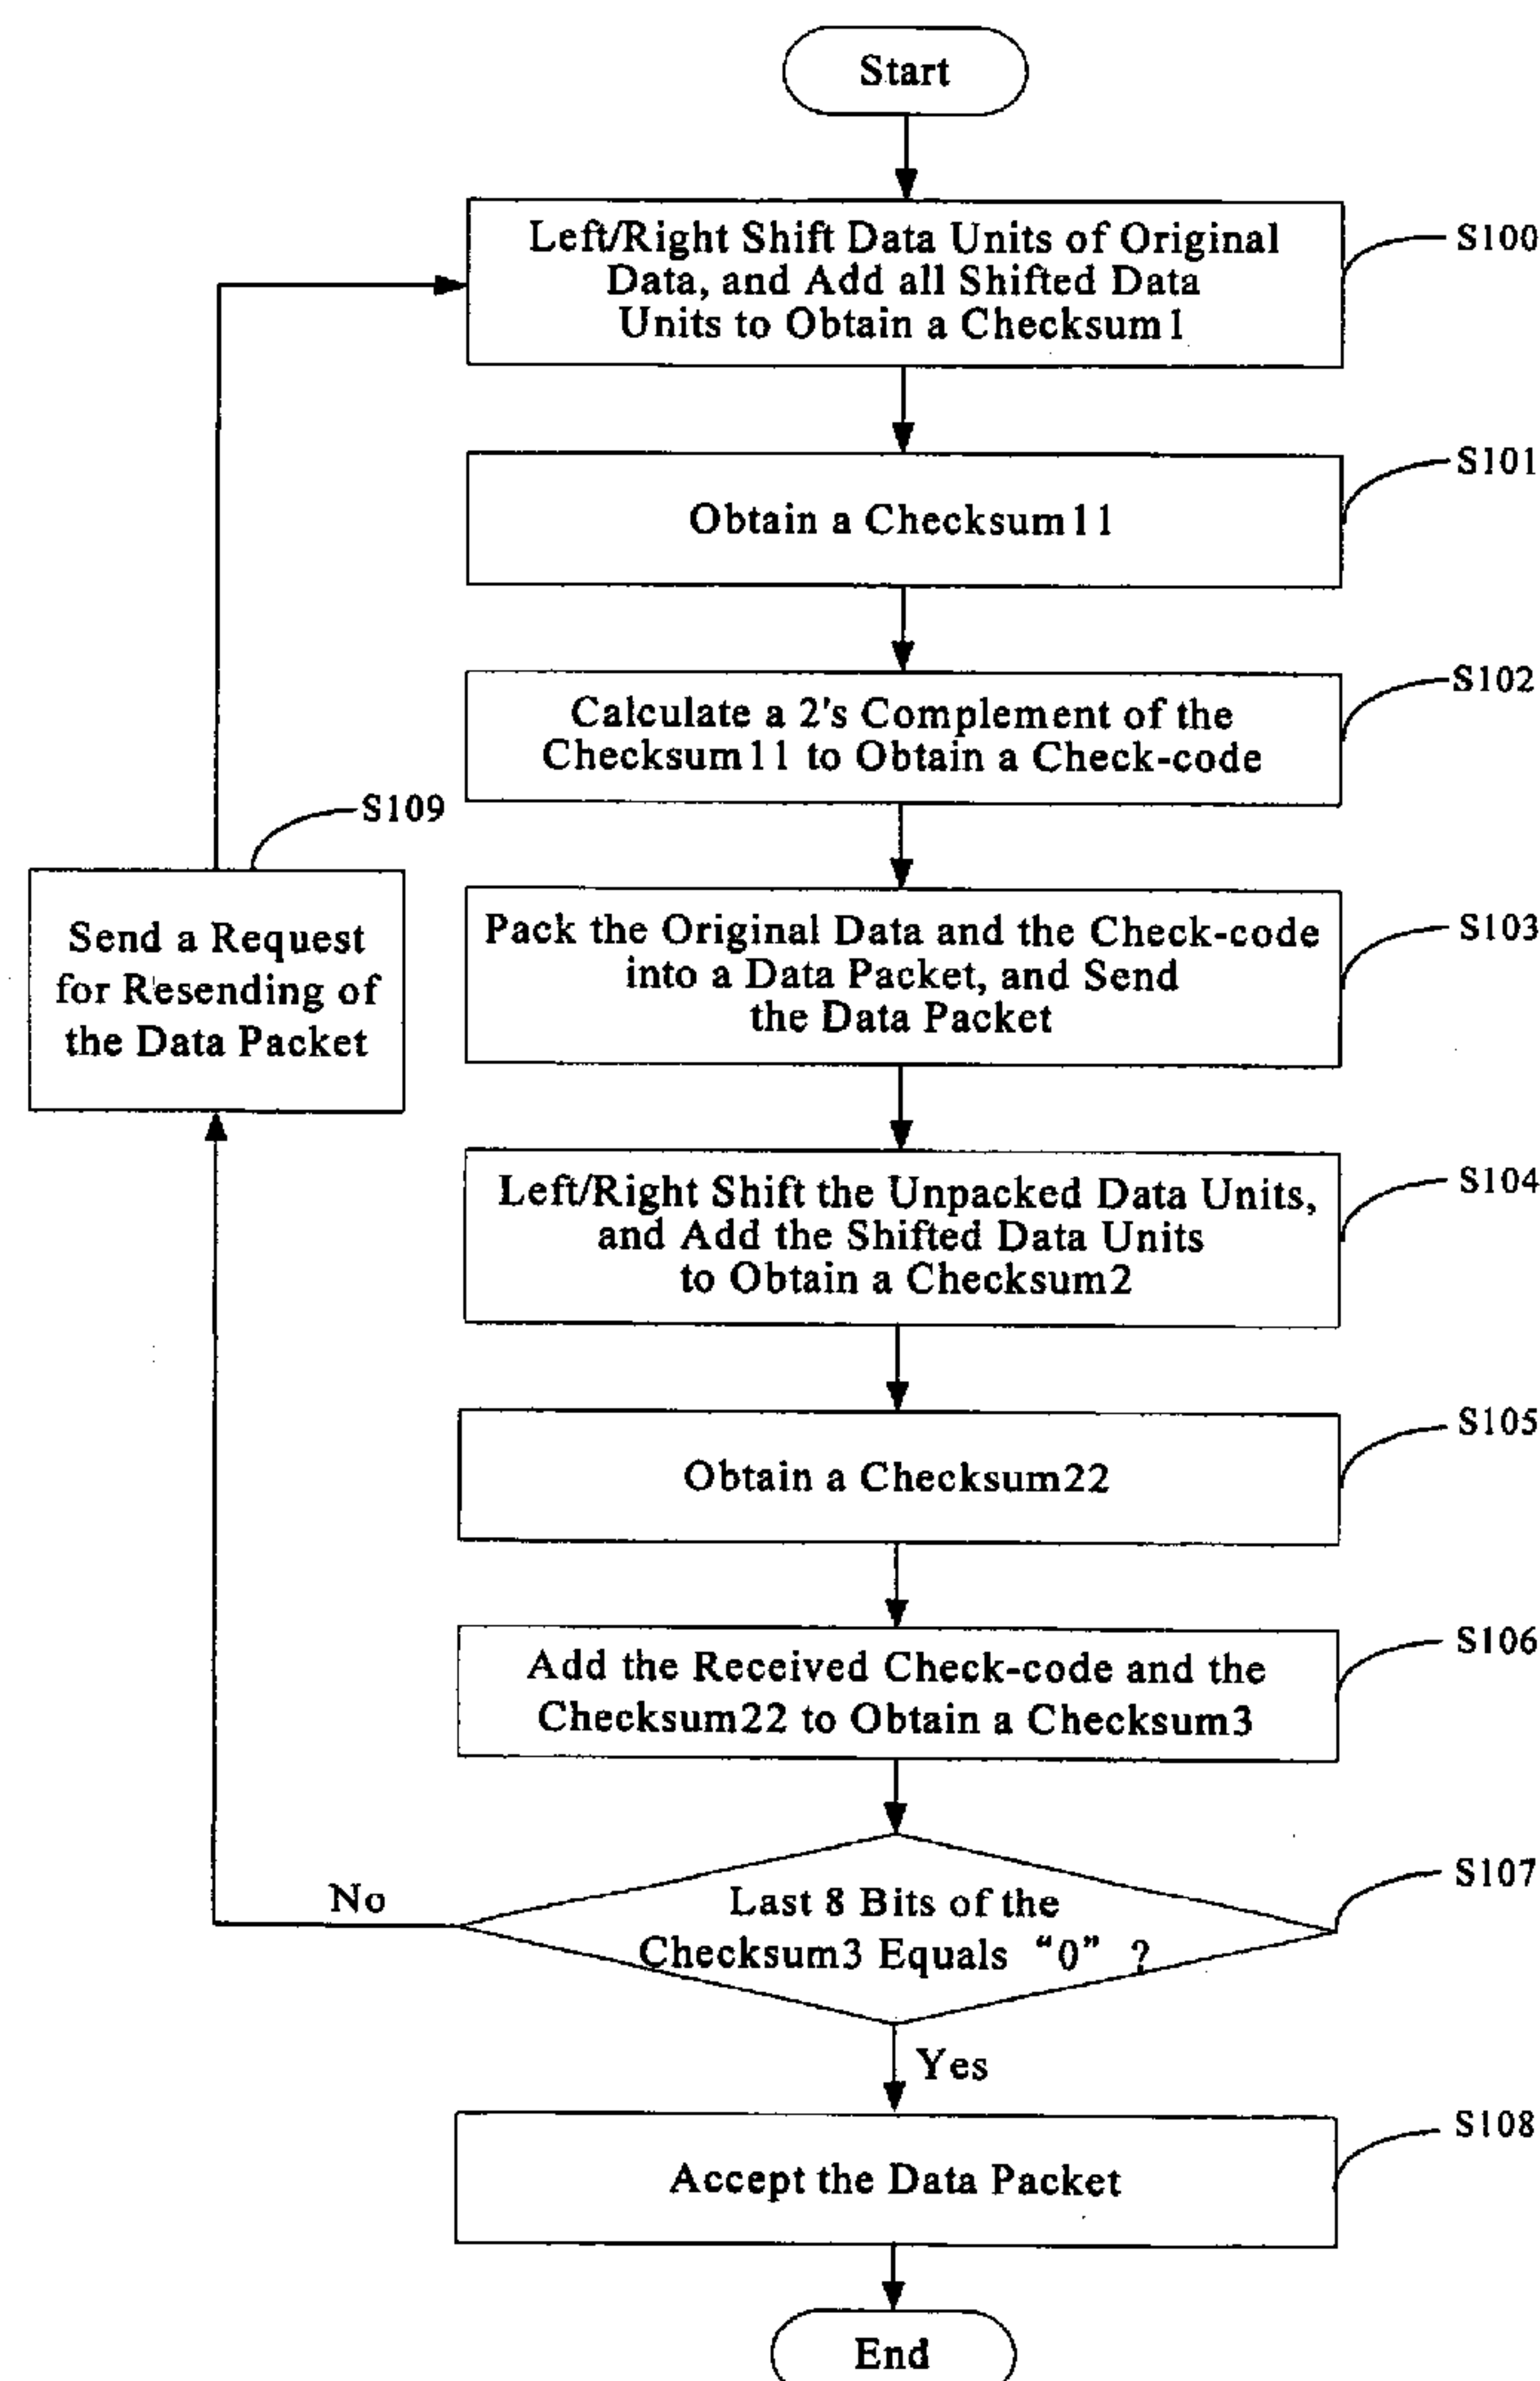 Start
Left/Right Shift Data Units of Original
Data, and Add all Shifted Data
Units to Obtain a Checksum1
S100
Obtain a Checksum11
S101
Calculate a 2's Complement of the
Checksum11 to Obtain a Check-code
S102
S109
Send a Request
for Resending of
the Data Packet
Pack the Original Data and the Check-code
into a Data Packet, and Send
the Data Packet
S103
Left/Right Shift the Unpacked Data Units,
and Add the Shifted Data Units
to Obtain a Checksum2
S104
Obtain a Checksum22
S105
Add the Received Check-code and the
Checksum22 to Obtain a Checksum3
S106
Last 8 Bits of the
Checksum3 Equals “0” ?
S107
No
Yes
Accept the Data Packet
S108
End